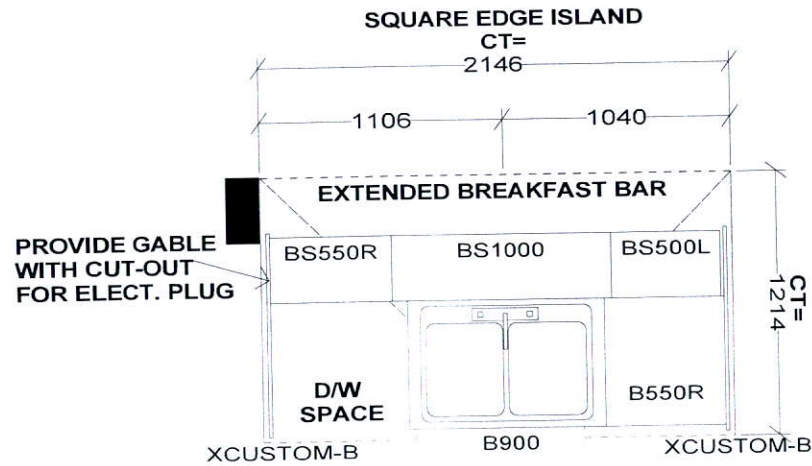 SQUARE EDGE ISLAND
CT=
2146
1106
1040
EXTENDED BREAKFAST BAR
PROVIDE GABLE
WITH CUT-OUT
FOR ELECT. PLUG
BS550R
BS1000
BS500L
CT=
1214
D/W
SPACE
B550R
XCUSTOM-B
B900
XCUSTOM-B